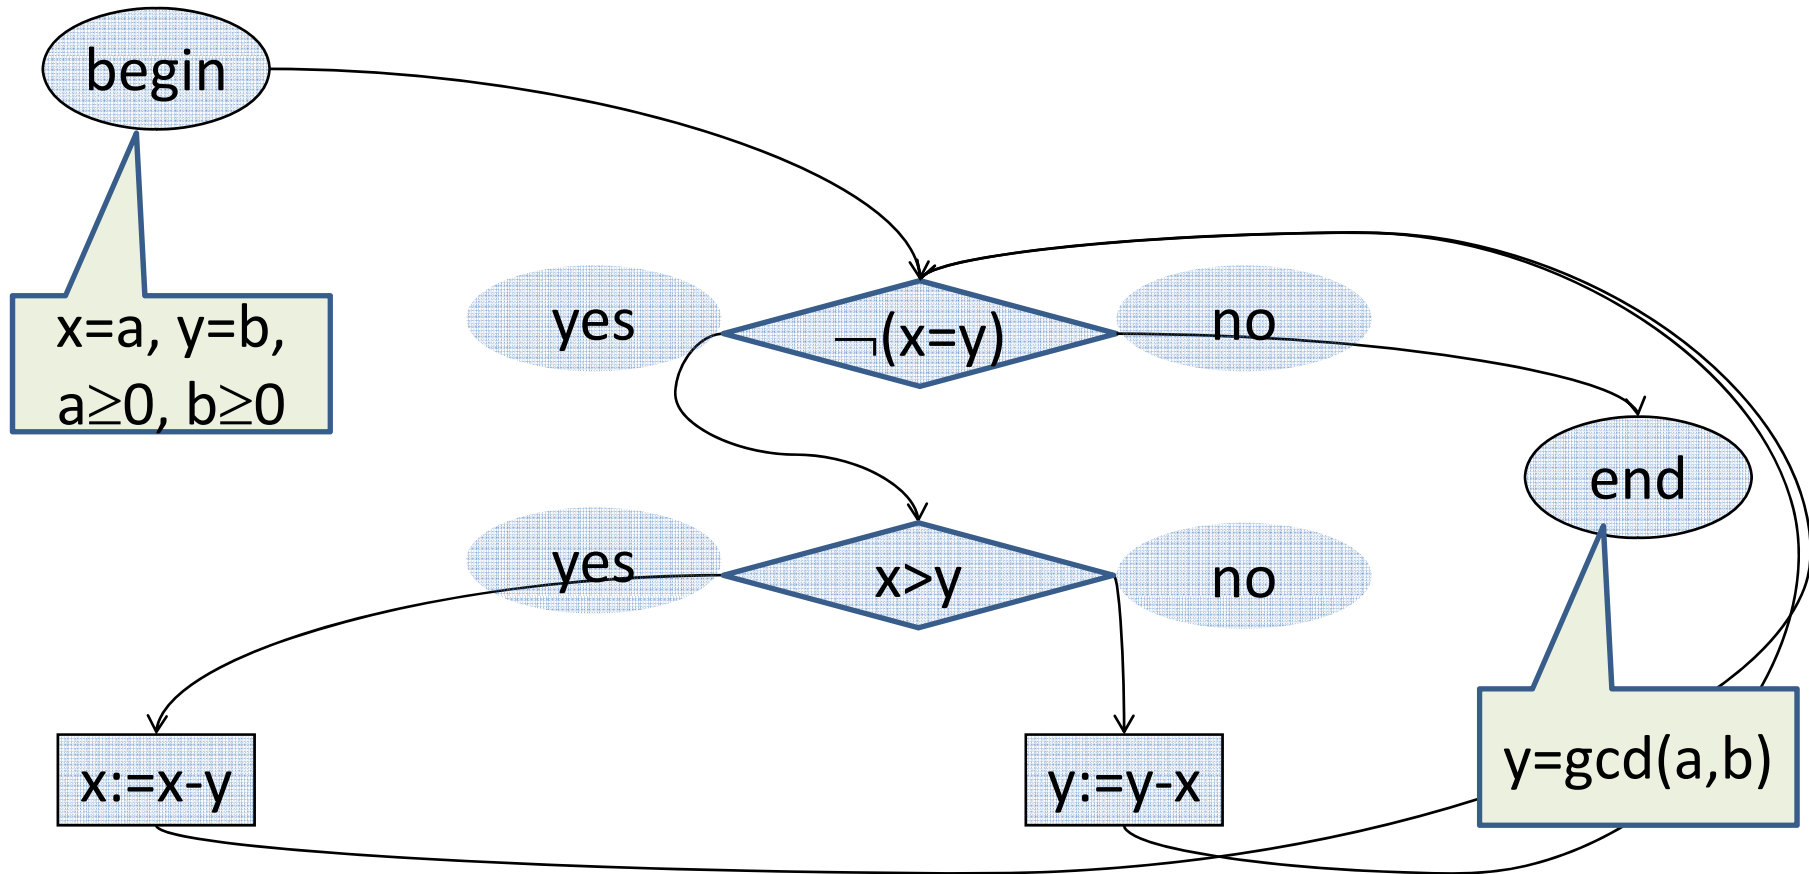 begin
x=a, y=b,
a≥0, b≥0
yes
¬(x=y)
no
end
yes
x>y
no
x:=x-y
y:=y-x
y=gcd(a,b)